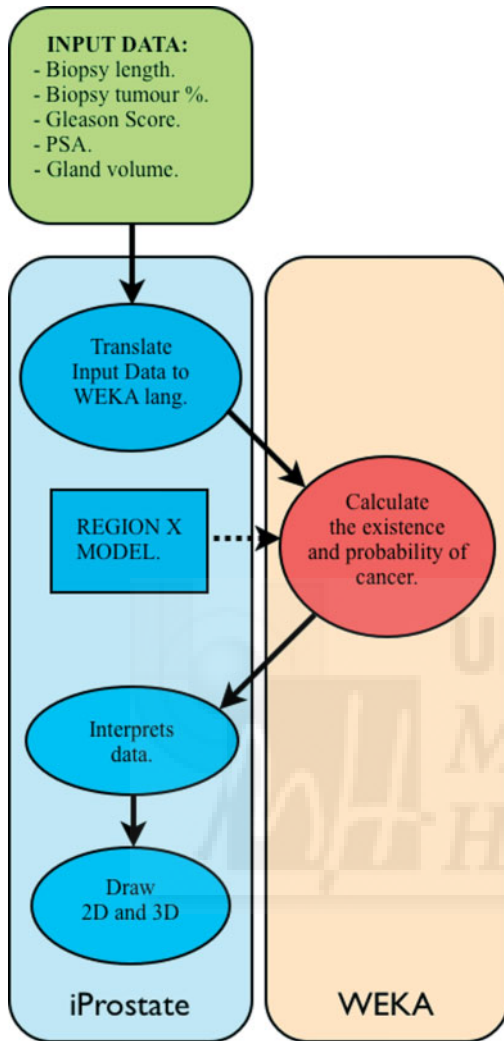 INPUT DATA:
- Biopsy length.
- Biopsy tumour %.
- Gleason Score.
- PSA.
- Gland volume.
Translate
Input Data to
WEKA lang.
REGION X
MODEL.
Calculate
the existence
and probability of
cancer.
Interprets
data.
Draw
2D and 3D
iProstate
WEKA
U
M
H